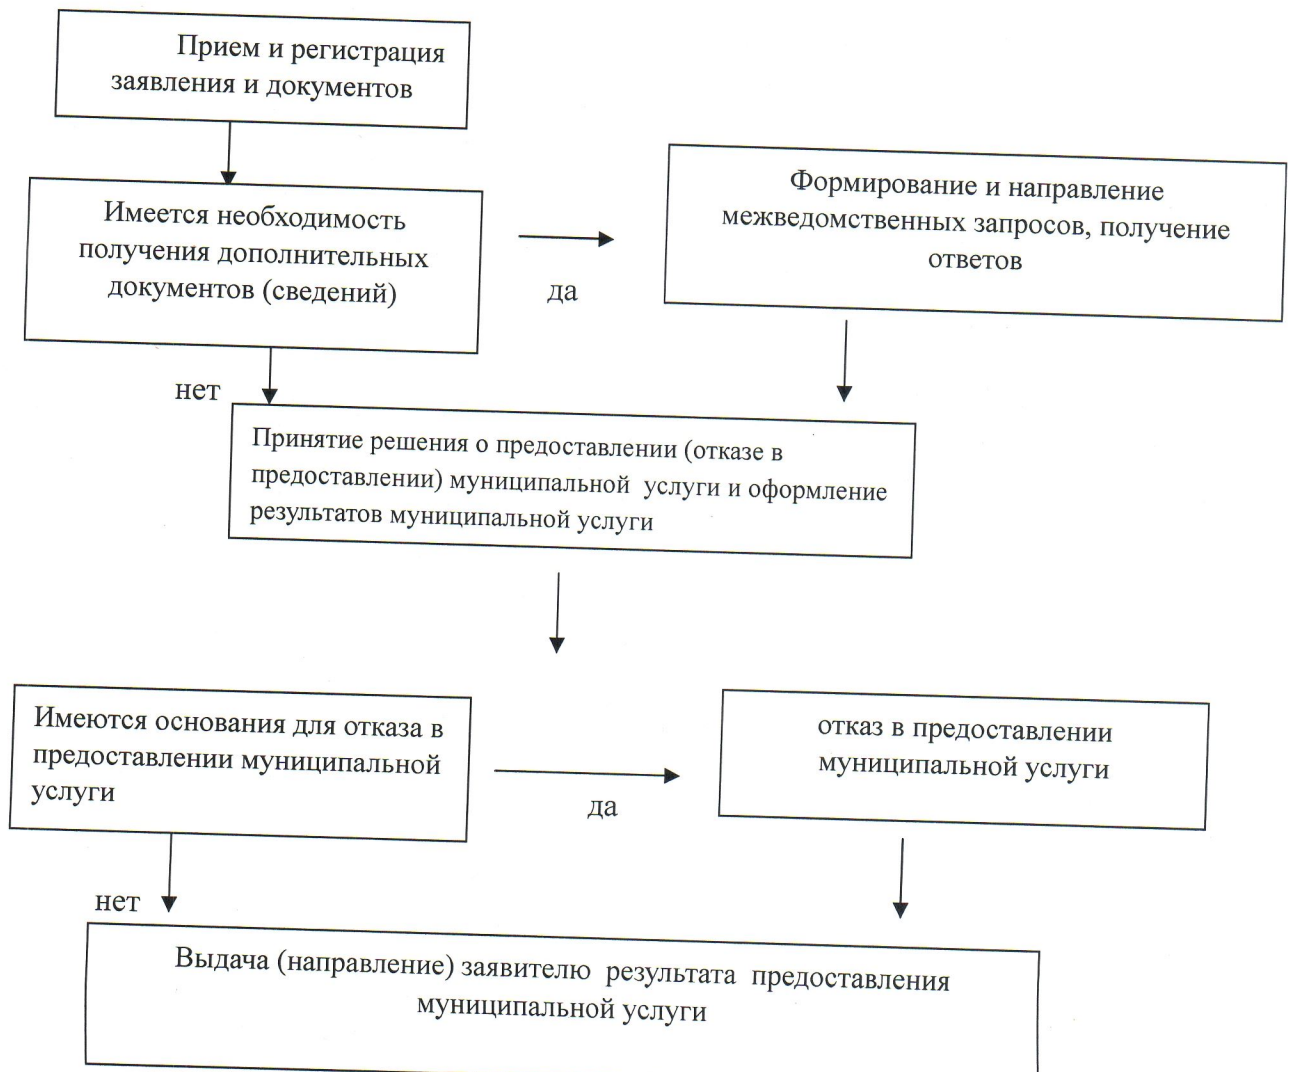 Прием и регистрация
заявления и документов
Имеется необходимость
получения дополнительных
документов (сведений)
да
Формирование и направление
межведомственных запросов, получение
ответов
нет
Принятие решения о предоставлении (отказе в
предоставлении) муниципальной услуги и оформление
результатов муниципальной услуги
Имеются основания для отказа в
предоставлении муниципальной
услуги
да
отказ в предоставлении
муниципальной услуги
нет
Выдача (направление) заявителю результата предоставления
муниципальной услуги